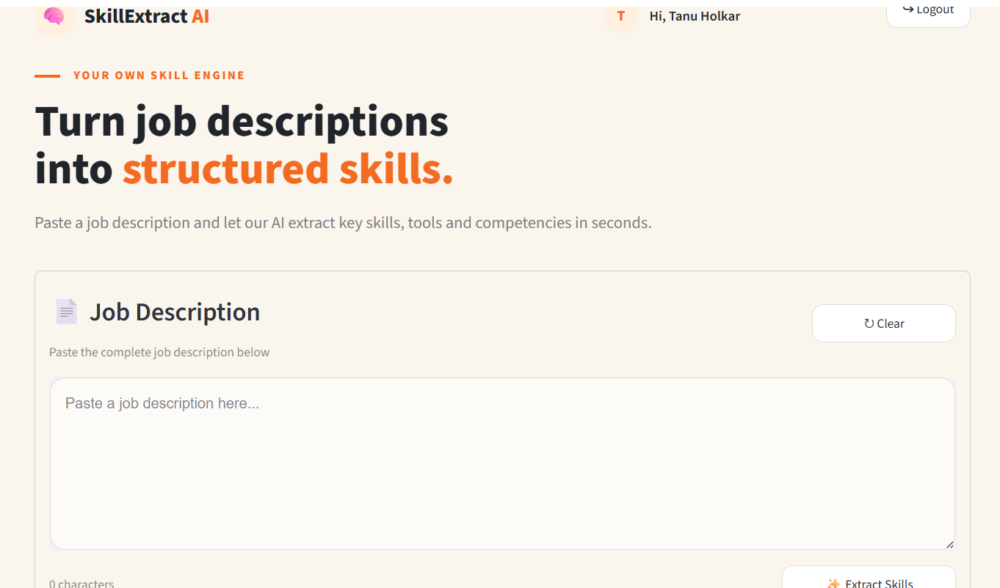 SkillExtract AI
T
Hi, Tanu Holkar
↪ Logout
YOUR OWN SKILL ENGINE
Turn job descriptions
into structured skills.
Paste a job description and let our AI extract key skills, tools and competencies in seconds.
Job Description
↻ Clear
Paste the complete job description below
Paste a job description here...
0 characters
✨ Extract Skills